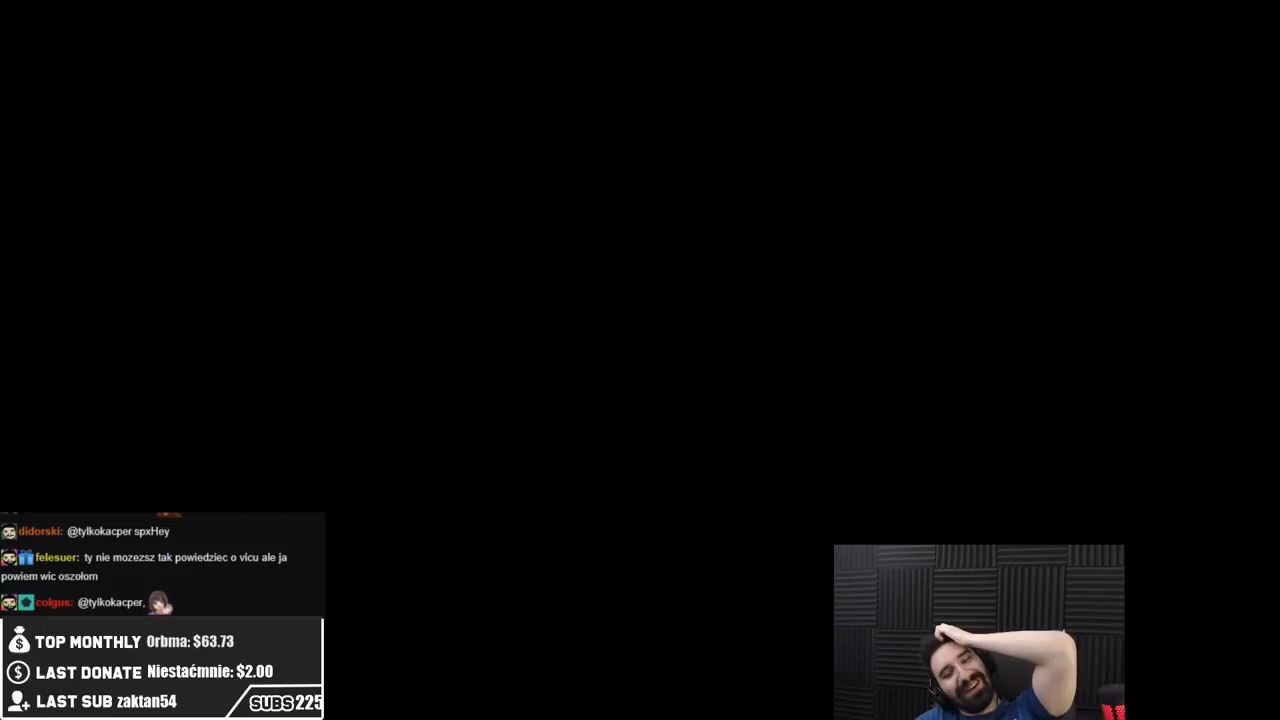 didorski: @tylkokacper spxHey
felesuer: ty nie mozezsz tak powiedziec o vicu ale ja
powiem wic oszołom
colgus: @tylkokacper,
TOP MONTHLY Orbma: $63.73
LAST DONATE Niestaćmnie: $2.00
LAST SUB zaktan54
SUBS 225